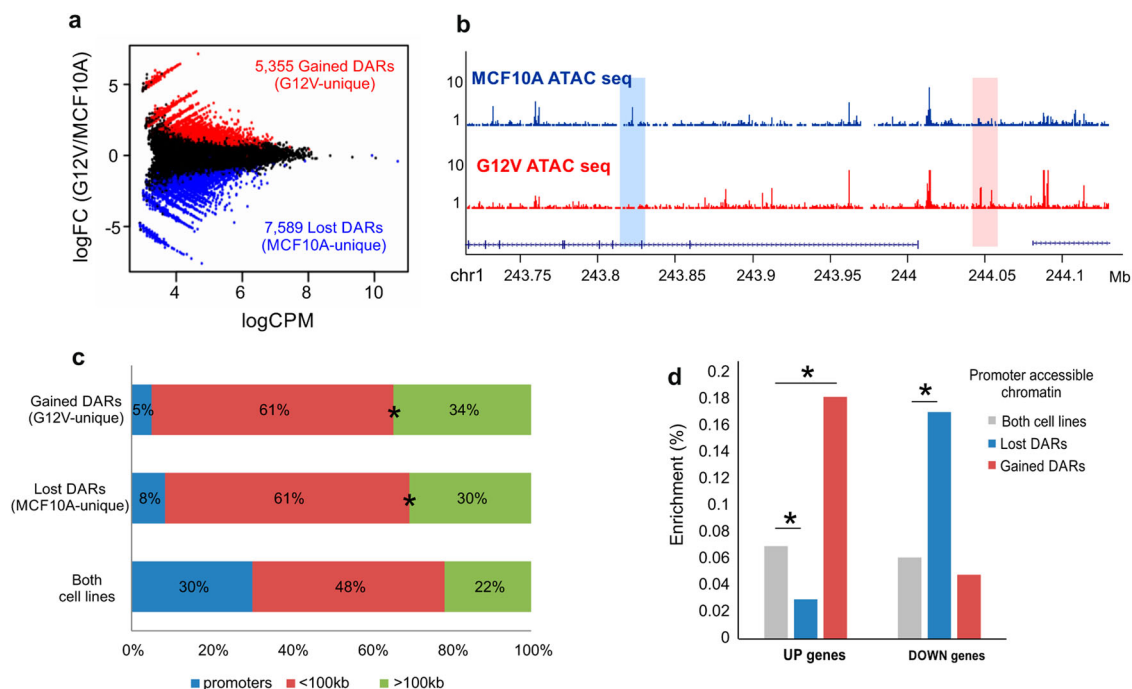 a
logFC (G12V/MCF10A)
5
0
-5
5,355 Gained DARs
(G12V-unique)
7,589 Lost DARs
(MCF10A-unique)
4 6 8 10
logCPM
b
10
MCF10A ATAC seq
1
10
G12V ATAC seq
1
chr1 243.75 243.8 243.85 243.9 243.95 244 244.05 244.1 Mb
c
Gained DARs
(G12V-unique)
5% 61% * 34%
Lost DARs
(MCF10A-unique)
8% 61% * 30%
Both
cell lines
30% 48% 22%
0% 20% 40% 60% 80% 100%
promoters <100kb >100kb
d
Enrichment (%)
0.2
0.18
0.16
0.14
0.12
0.1
0.08
0.06
0.04
0.02
0
* * *
UP genes DOWN genes
Promoter accessible
chromatin
Both cell lines
Lost DARs
Gained DARs